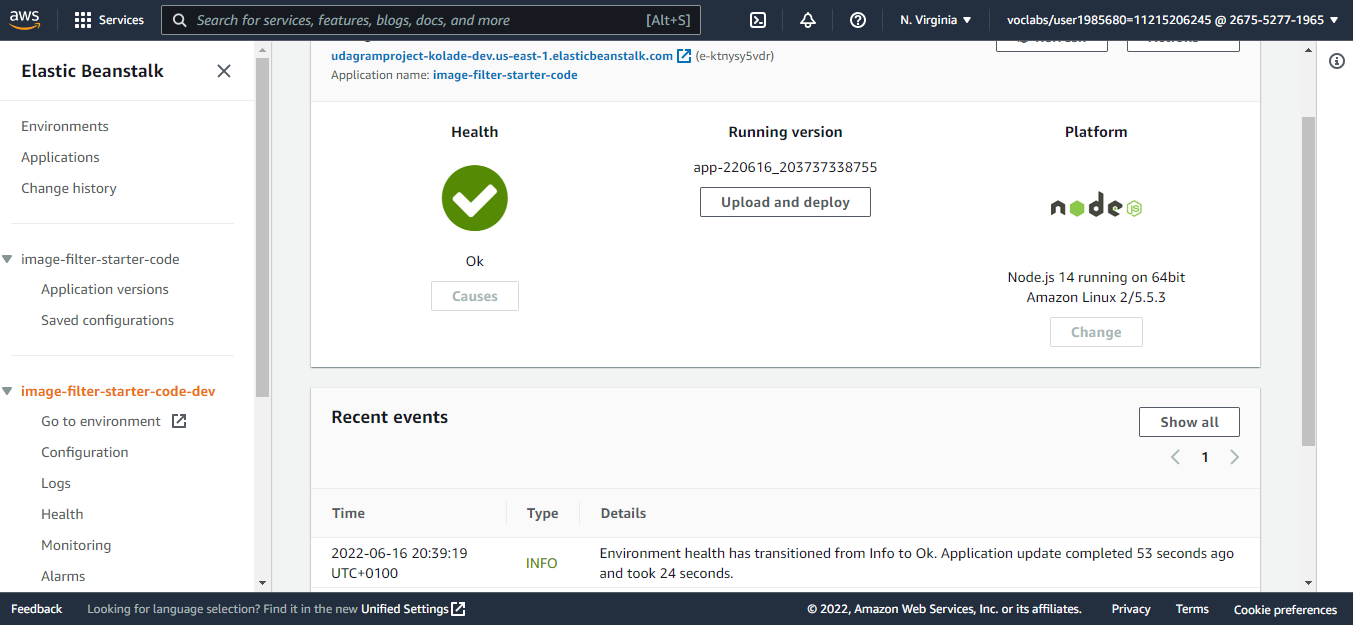 aws
Services
Search for services, features, blogs, docs, and more
[Alt+S]
N. Virginia
voclabs/user1985680=11215206245 @ 2675-5277-1965
Elastic Beanstalk
Environments
Applications
Change history
image-filter-starter-code
Application versions
Saved configurations
image-filter-starter-code-dev
Go to environment
Configuration
Logs
Health
Monitoring
Alarms
udagramproject-kolade-dev.us-east-1.elasticbeanstalk.com (e-ktnysy5vdr)
Application name: image-filter-starter-code
Health
Ok
Causes
Running version
app-220616_203737338755
Upload and deploy
Platform
node JS
Node.js 14 running on 64bit
Amazon Linux 2/5.5.3
Change
Recent events
Show all
1
Time
Type
Details
2022-06-16 20:39:19
UTC+0100
INFO
Environment health has transitioned from Info to Ok. Application update completed 53 seconds ago
and took 24 seconds.
Feedback
Looking for language selection? Find it in the new Unified Settings
© 2022, Amazon Web Services, Inc. or its affiliates.
Privacy
Terms
Cookie preferences